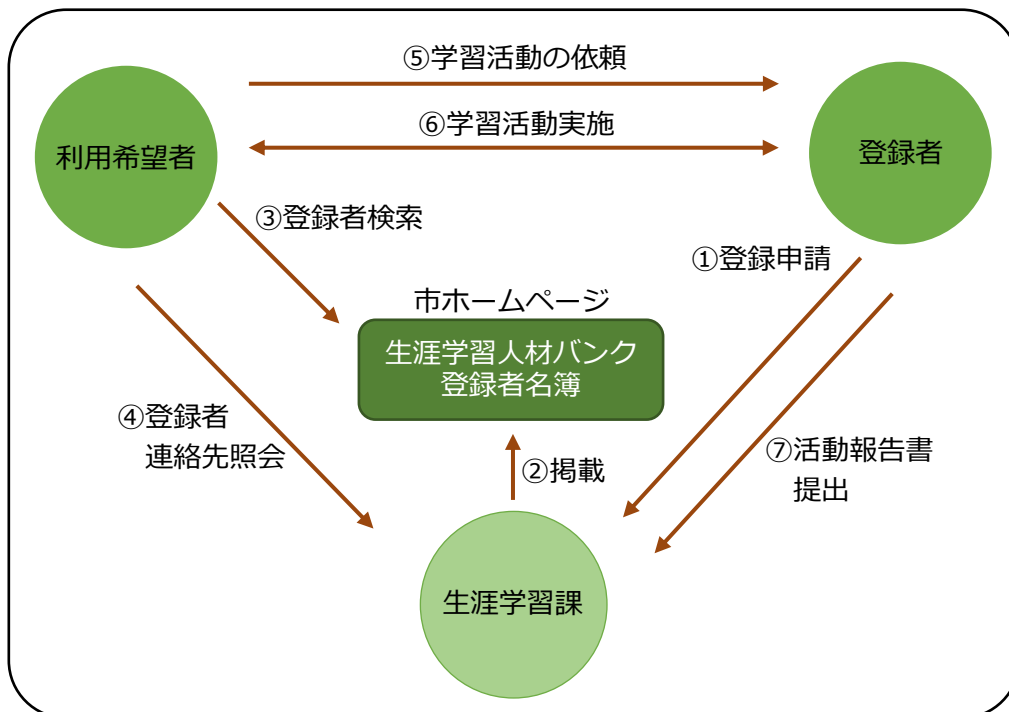 ⑤学習活動の依頼
利用希望者
⑥学習活動実施
登録者
③登録者検索
①登録申請
市ホームページ
生涯学習人材バンク
登録者名簿
④登録者
連絡先照会
⑦活動報告書
提出
②掲載
生涯学習課